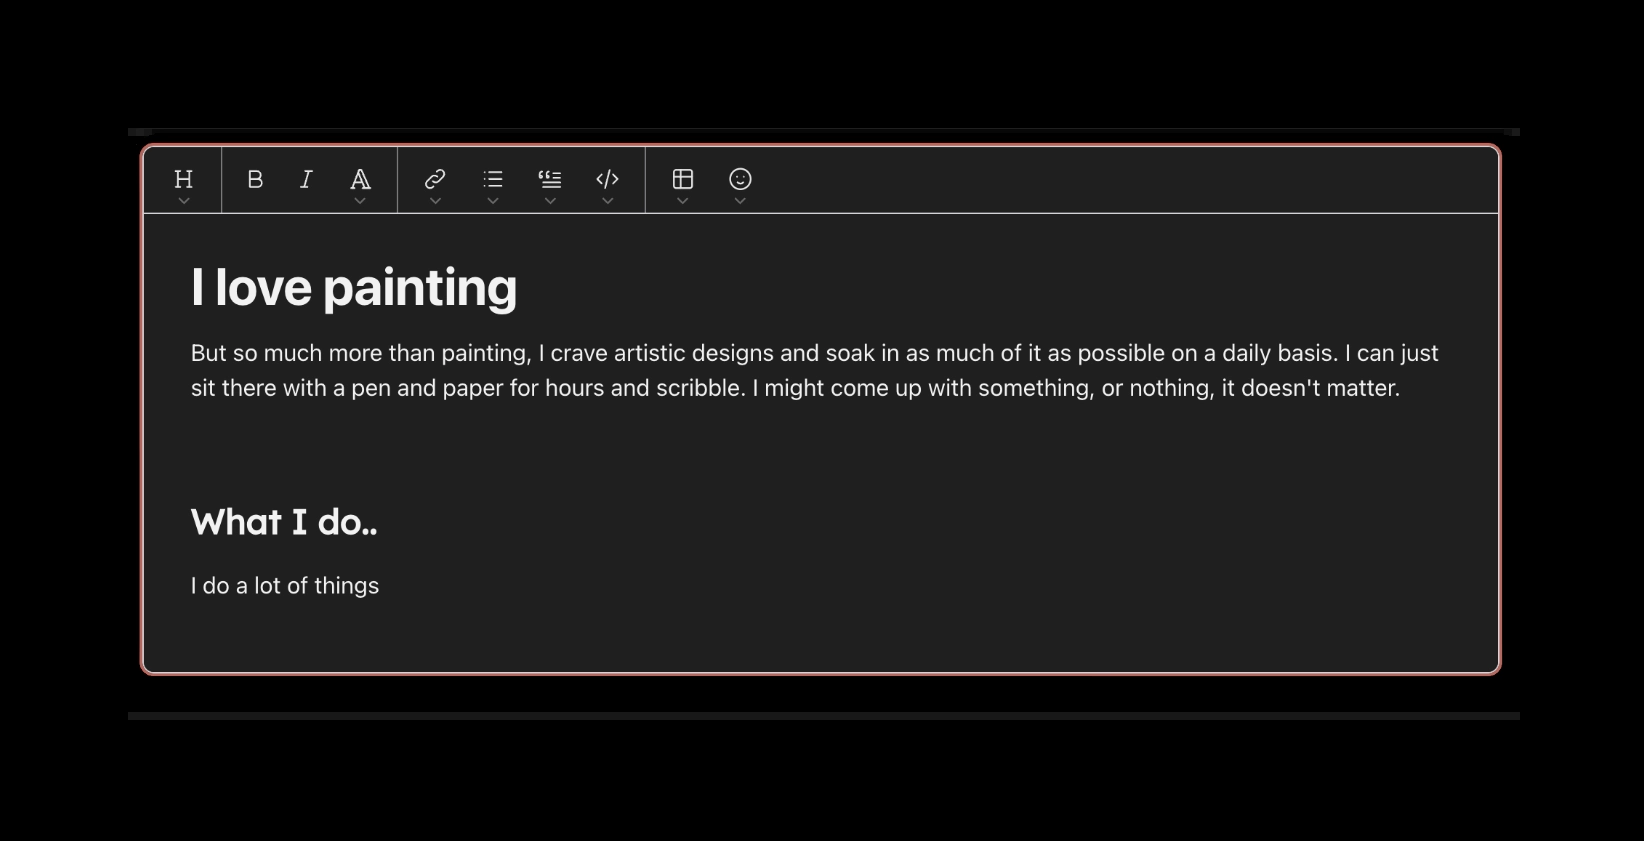 H B I A
I love painting
But so much more than painting, I crave artistic designs and soak in as much of it as possible on a daily basis. I can just
sit there with a pen and paper for hours and scribble. I might come up with something, or nothing, it doesn't matter.
What I do..
I do a lot of things